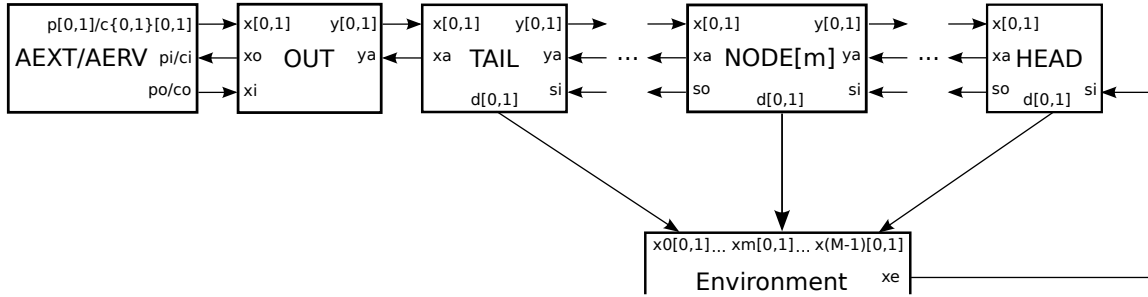 p[0,1]/c{0,1}[0,1]
AEXT/AERV
pi/ci
po/co
x[0,1] y[0,1]
xo OUT ya
xi
x[0,1] y[0,1]
xa TAIL ya
si
d[0,1]
...
x[0,1] y[0,1]
xa NODE[m] ya
so si
d[0,1]
...
x[0,1]
xa HEAD
so si
d[0,1]
x0[0,1]... xm[0,1]... x(M-1)[0,1]
Environment xe